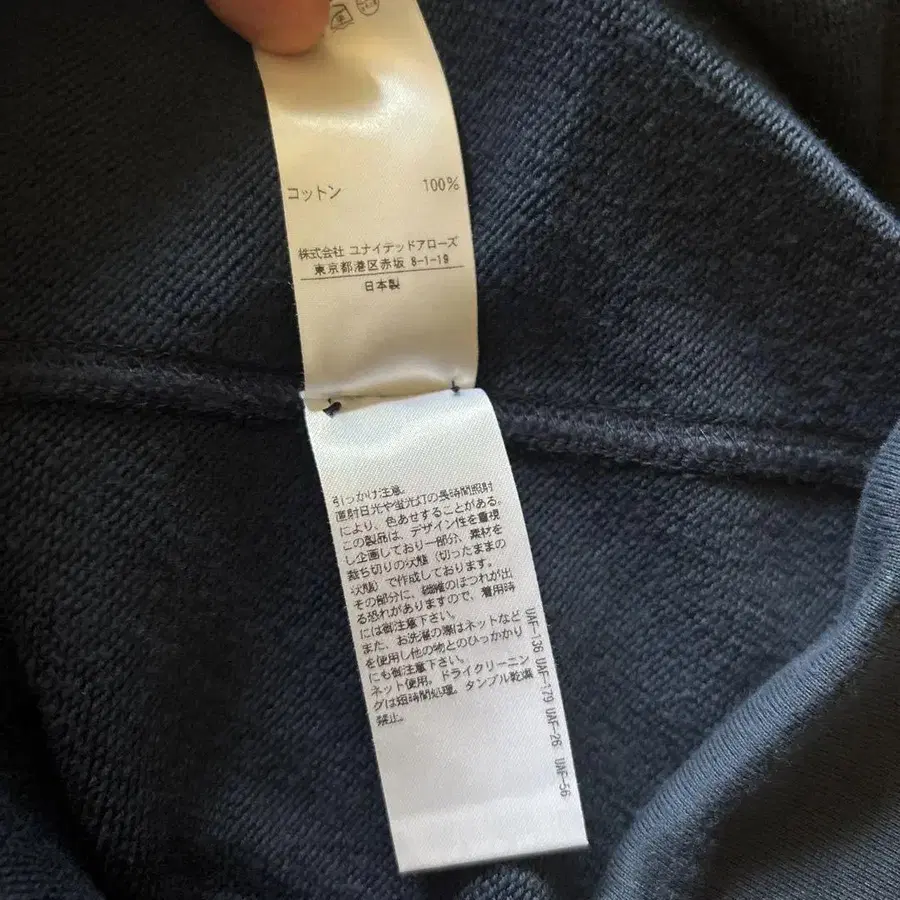 コットン 100%
株式会社 ユナイテッドアローズ
東京都港区赤坂 8-1-19
日本製
引っかけ注意。
直射日光や蛍光灯の長時間照射
により、色あせすることがある。
この製品は、デザイン性を重視
し企画しており一部分、素材を
裁ち切りの状態（切ったままの
状態）で作成しております。
その部分に、繊維のほつれが出
る恐れがありますので、着用時
には御注意下さい。
また、お洗濯の際はネットなど
を使用し他の物とのひっかかり
にも御注意下さい。
ネット使用。ドライクリーニン
グは短時間処理。タンブル乾燥
禁止。
UAF-136 UAF-179 UAF-26 UAF-56